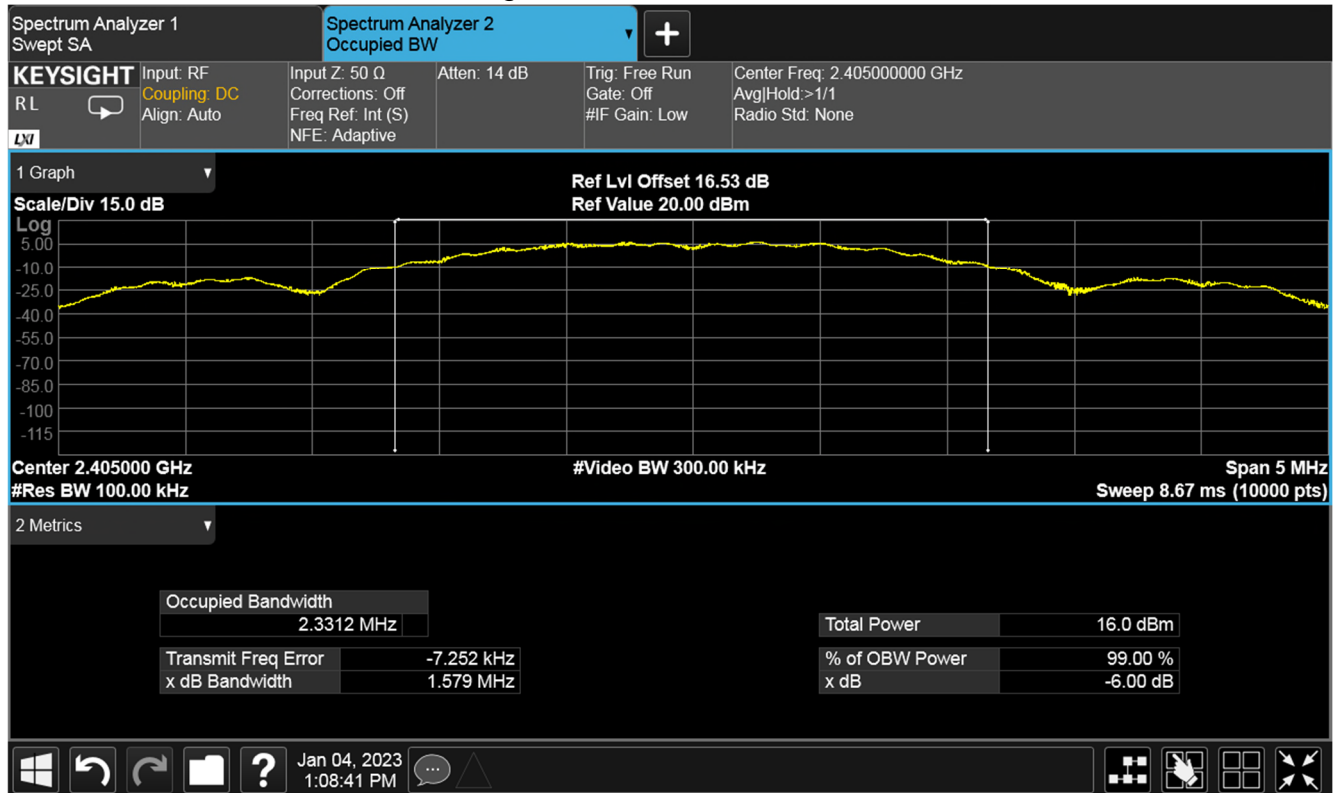 Spectrum Analyzer 1
Swept SA
Spectrum Analyzer 2
Occupied BW
+
KEYSIGHT
R L
LXI
Input: RF
Coupling: DC
Align: Auto
Input Z: 50 Ω
Corrections: Off
Freq Ref: Int (S)
NFE: Adaptive
Atten: 14 dB
Trig: Free Run
Gate: Off
#IF Gain: Low
Center Freq: 2.405000000 GHz
Avg|Hold:>1/1
Radio Std: None
1 Graph
Scale/Div 15.0 dB
Ref Lvl Offset 16.53 dB
Ref Value 20.00 dBm
Log
5.00
-10.0
-25.0
-40.0
-55.0
-70.0
-85.0
-100
-115
Center 2.405000 GHz
#Res BW 100.00 kHz
#Video BW 300.00 kHz
Span 5 MHz
Sweep 8.67 ms (10000 pts)
2 Metrics
Occupied Bandwidth
2.3312 MHz
Transmit Freq Error -7.252 kHz
x dB Bandwidth 1.579 MHz
Total Power 16.0 dBm
% of OBW Power 99.00 %
x dB -6.00 dB
?
Jan 04, 2023
1:08:41 PM